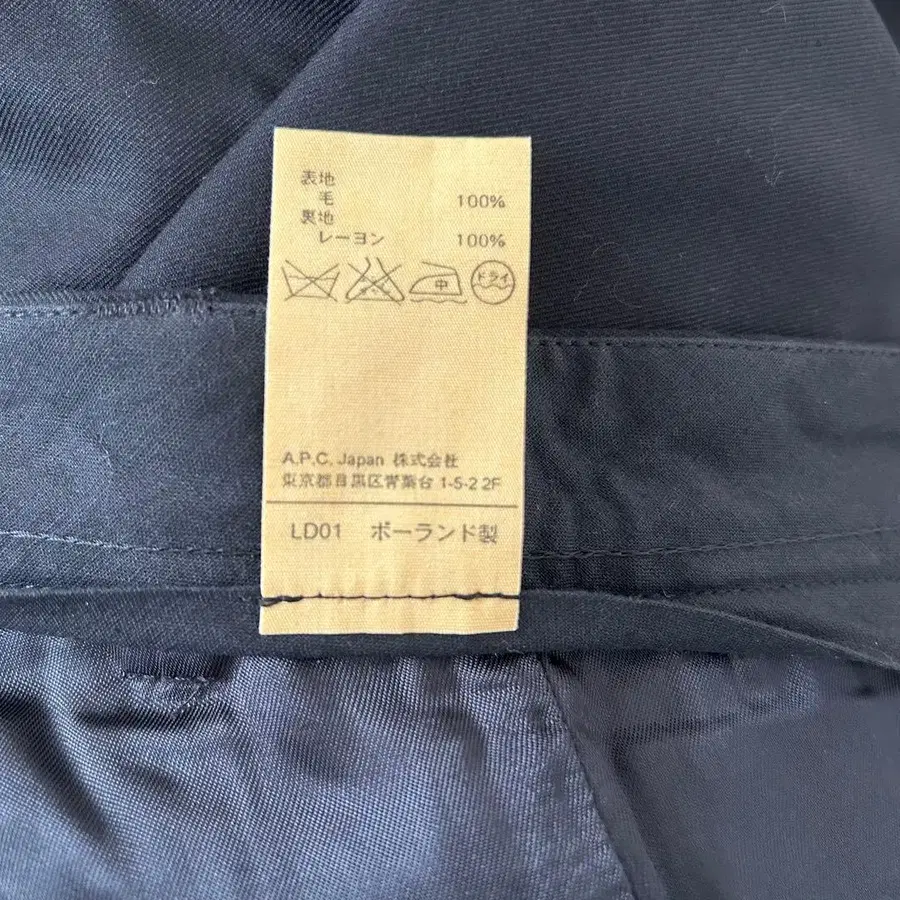 表地
毛 100%
裏地
レーヨン 100%
中 ドライ
A.P.C. Japan 株式会社
東京都目黒区青葉台 1-5-2 2F
LD01 ポーランド製